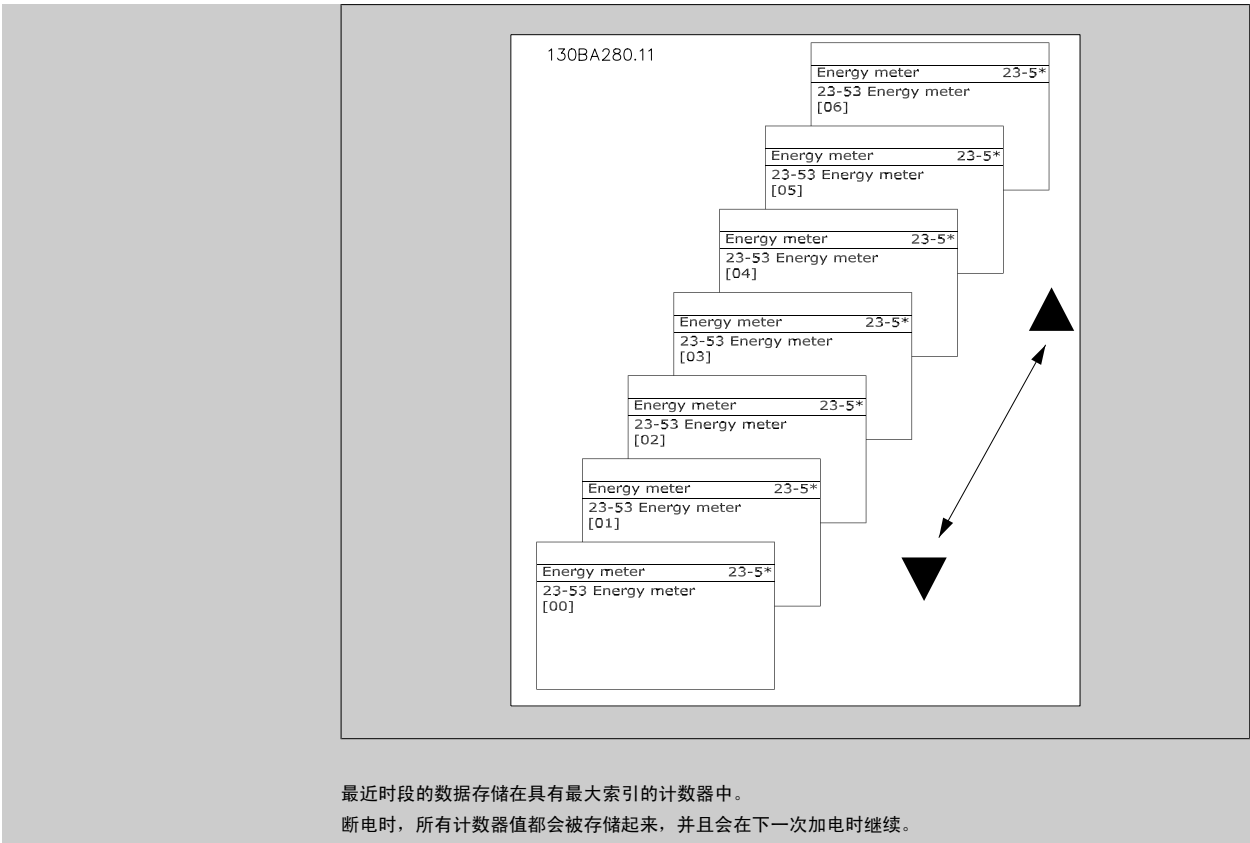 130BA280.11
Energy meter 23-5*
23-53 Energy meter
[06]
Energy meter 23-5*
23-53 Energy meter
[05]
Energy meter 23-5*
23-53 Energy meter
[04]
Energy meter 23-5*
23-53 Energy meter
[03]
Energy meter 23-5*
23-53 Energy meter
[02]
Energy meter 23-5*
23-53 Energy meter
[01]
Energy meter 23-5*
23-53 Energy meter
[00]
最近时段的数据存储在具有最大索引的计数器中。
断电时，所有计数器值都会被存储起来，并且会在下一次加电时继续。